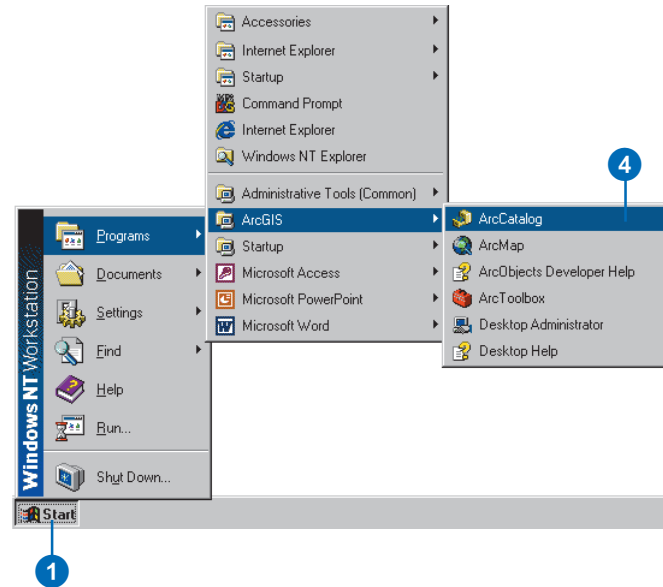 Accessories
Internet Explorer
Startup
Command Prompt
Internet Explorer
Windows NT Explorer
Administrative Tools (Common)
ArcGIS
Startup
Microsoft Access
Microsoft PowerPoint
Microsoft Word
4
ArcCatalog
ArcMap
ArcObjects Developer Help
ArcToolbox
Desktop Administrator
Desktop Help
Windows NT Workstation
Programs
Documents
Settings
Find
Help
Run...
Shut Down...
Start
1